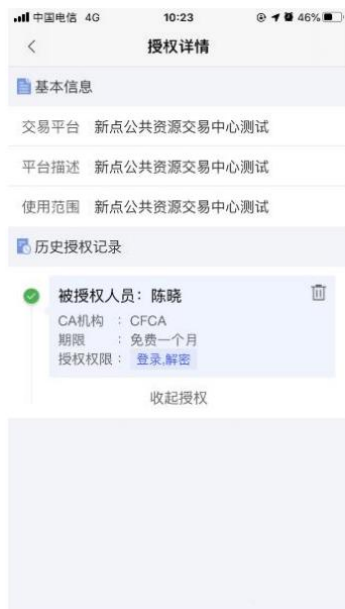 中国电信 4G 10:23 46%
授权详情
基本信息
交易平台 新点公共资源交易中心测试
平台描述 新点公共资源交易中心测试
使用范围 新点公共资源交易中心测试
历史授权记录
被授权人员：陈晓
CA机构 : CFCA
期限 : 免费一个月
授权权限 : 登录,解密
收起授权